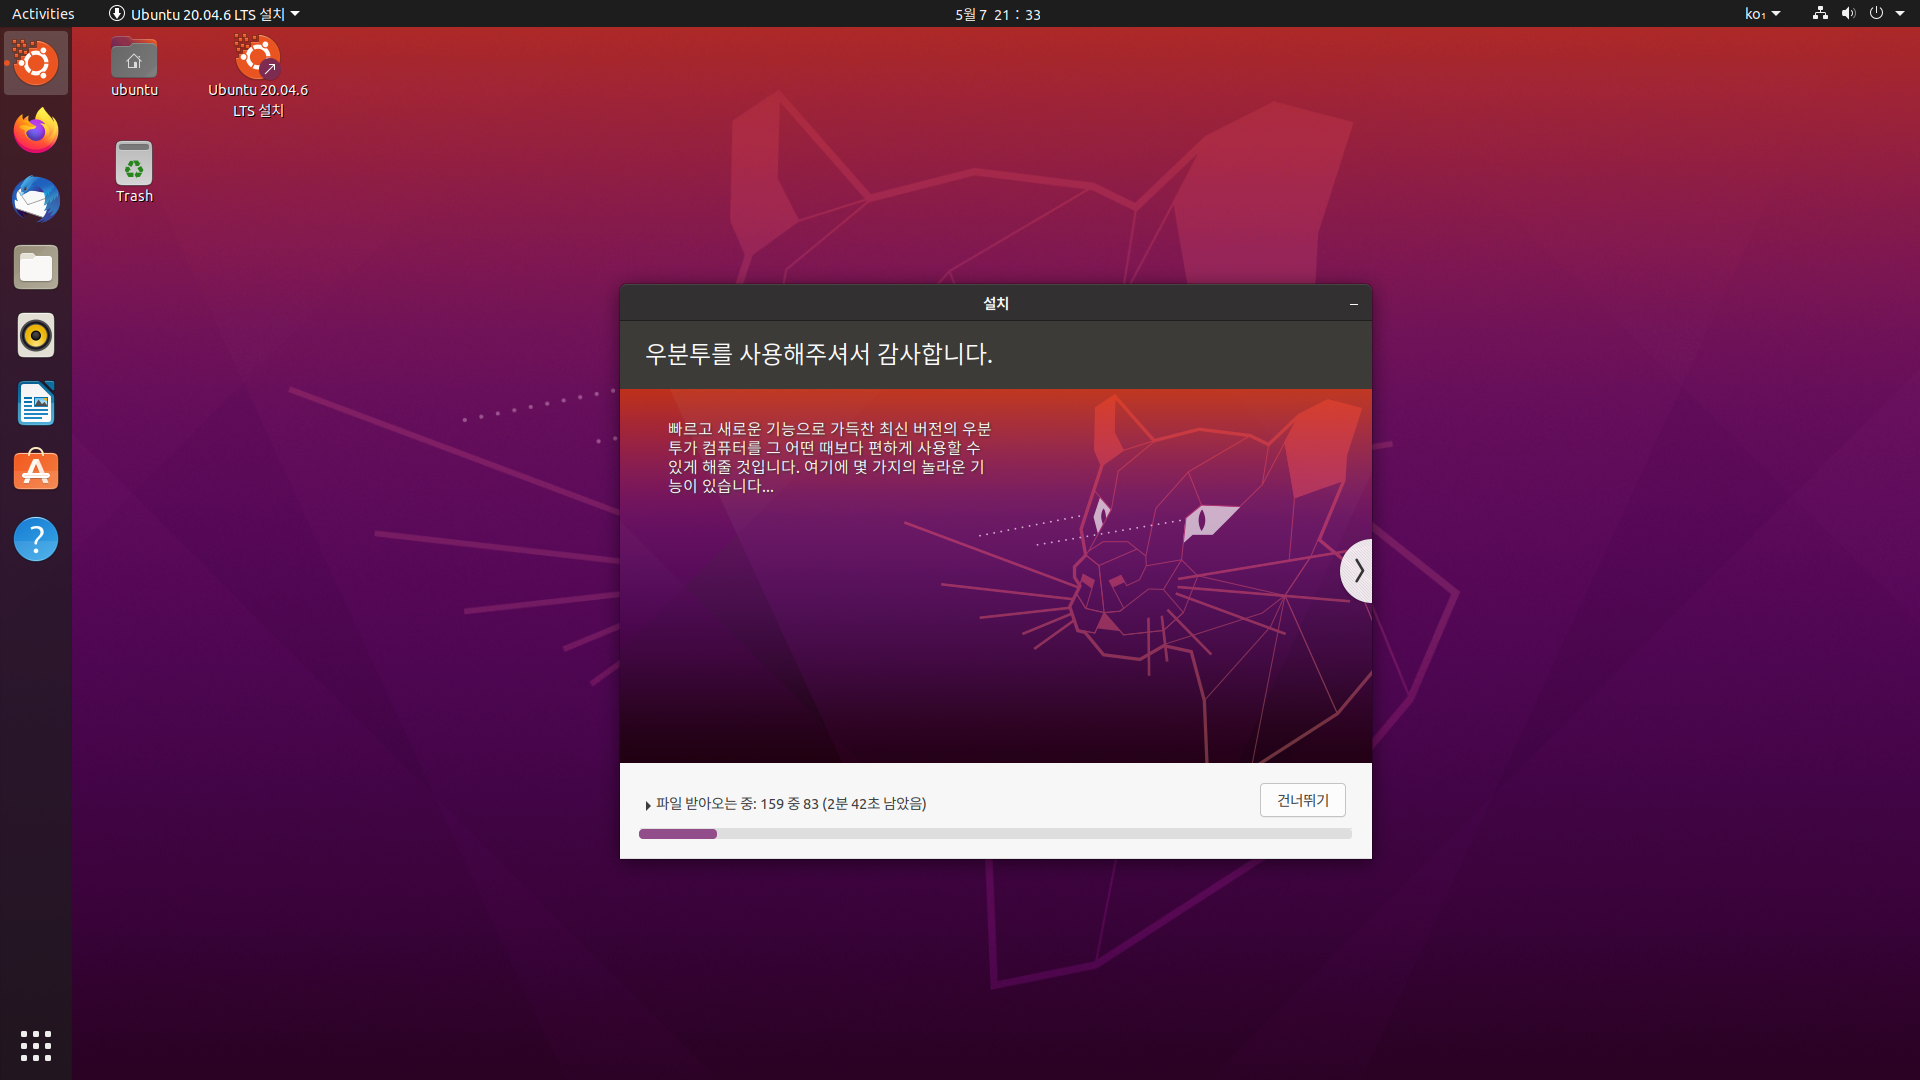 Activities
Ubuntu 20.04.6 LTS 설치
5월 7 21 : 33
ko₁
ubuntu
Ubuntu 20.04.6
LTS 설치
Trash
설치
우분투를 사용해주셔서 감사합니다.
빠르고 새로운 기능으로 가득찬 최신 버전의 우분
투가 컴퓨터를 그 어떤 때보다 편하게 사용할 수
있게 해줄 것입니다. 여기에 몇 가지의 놀라운 기
능이 있습니다...
파일 받아오는 중: 159 중 83 (2분 42초 남았음)
건너뛰기